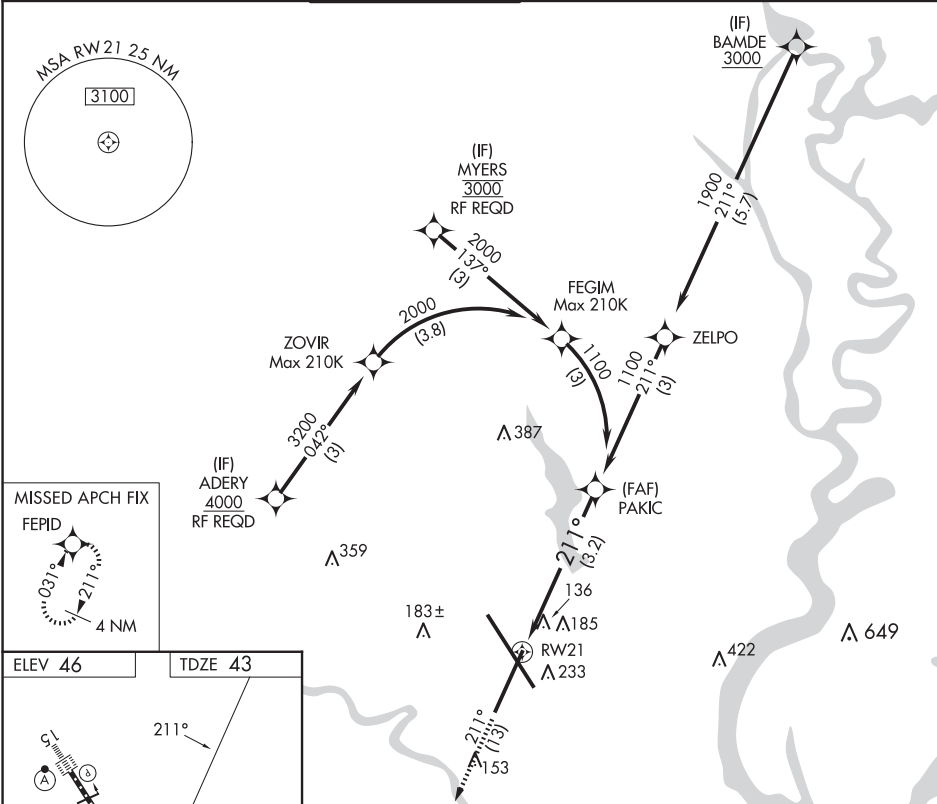 MSA RW 21 25 NM
3100
(IF)
BAMDE
3000
1900
211°
(5.7)
(IF)
MYERS
3000
RF REQD
2000
137°
(3)
FEGIM
Max 210K
2000
(3.8)
ZOVIR
Max 210K
1100
(3)
ZELPO
1100
211°
(3)
3200
042°
(3)
387
(IF)
ADERY
4000
RF REQD
(FAF)
PAKIC
211°
(3.2)
MISSED APCH FIX
FEPID
031°
211°
4 NM
359
136
183±
185
RW21
649
422
233
211°
(13)
153
ELEV 46
TDZE 43
211°
15
A
P